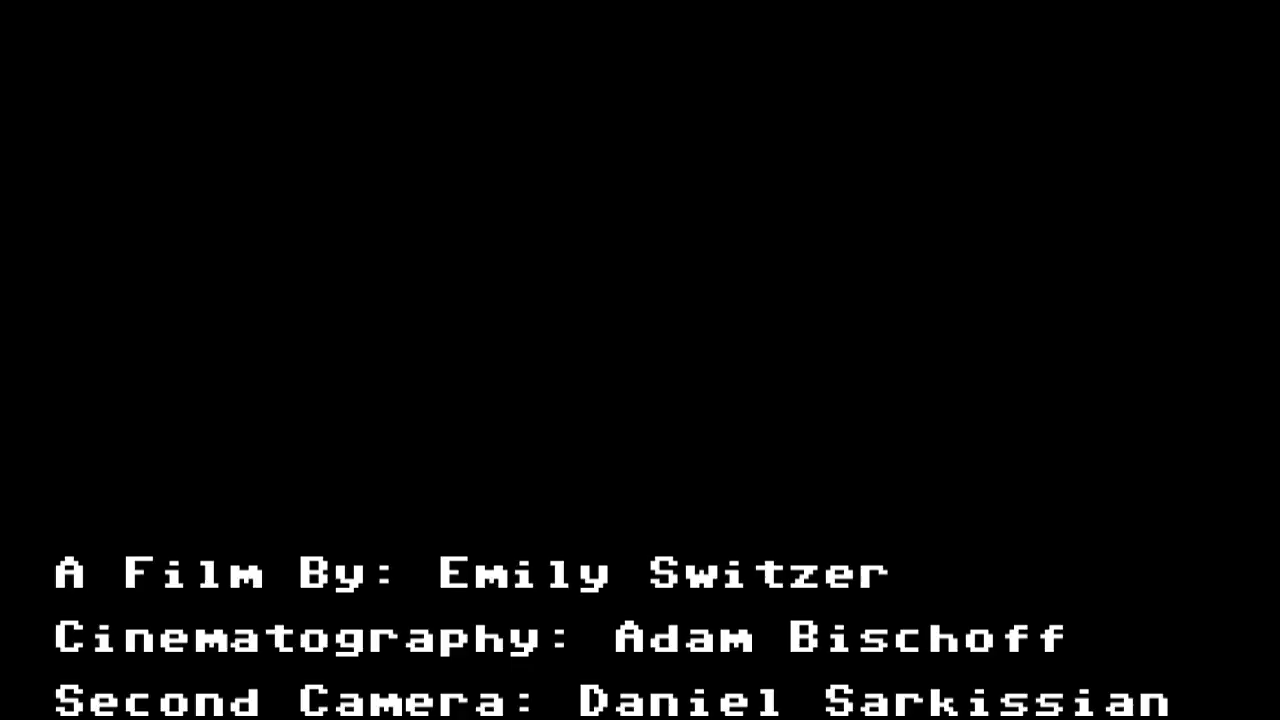 A Film By: Emily Switzer
Cinematography: Adam Bischoff
Second Camera: Daniel Sarkissian